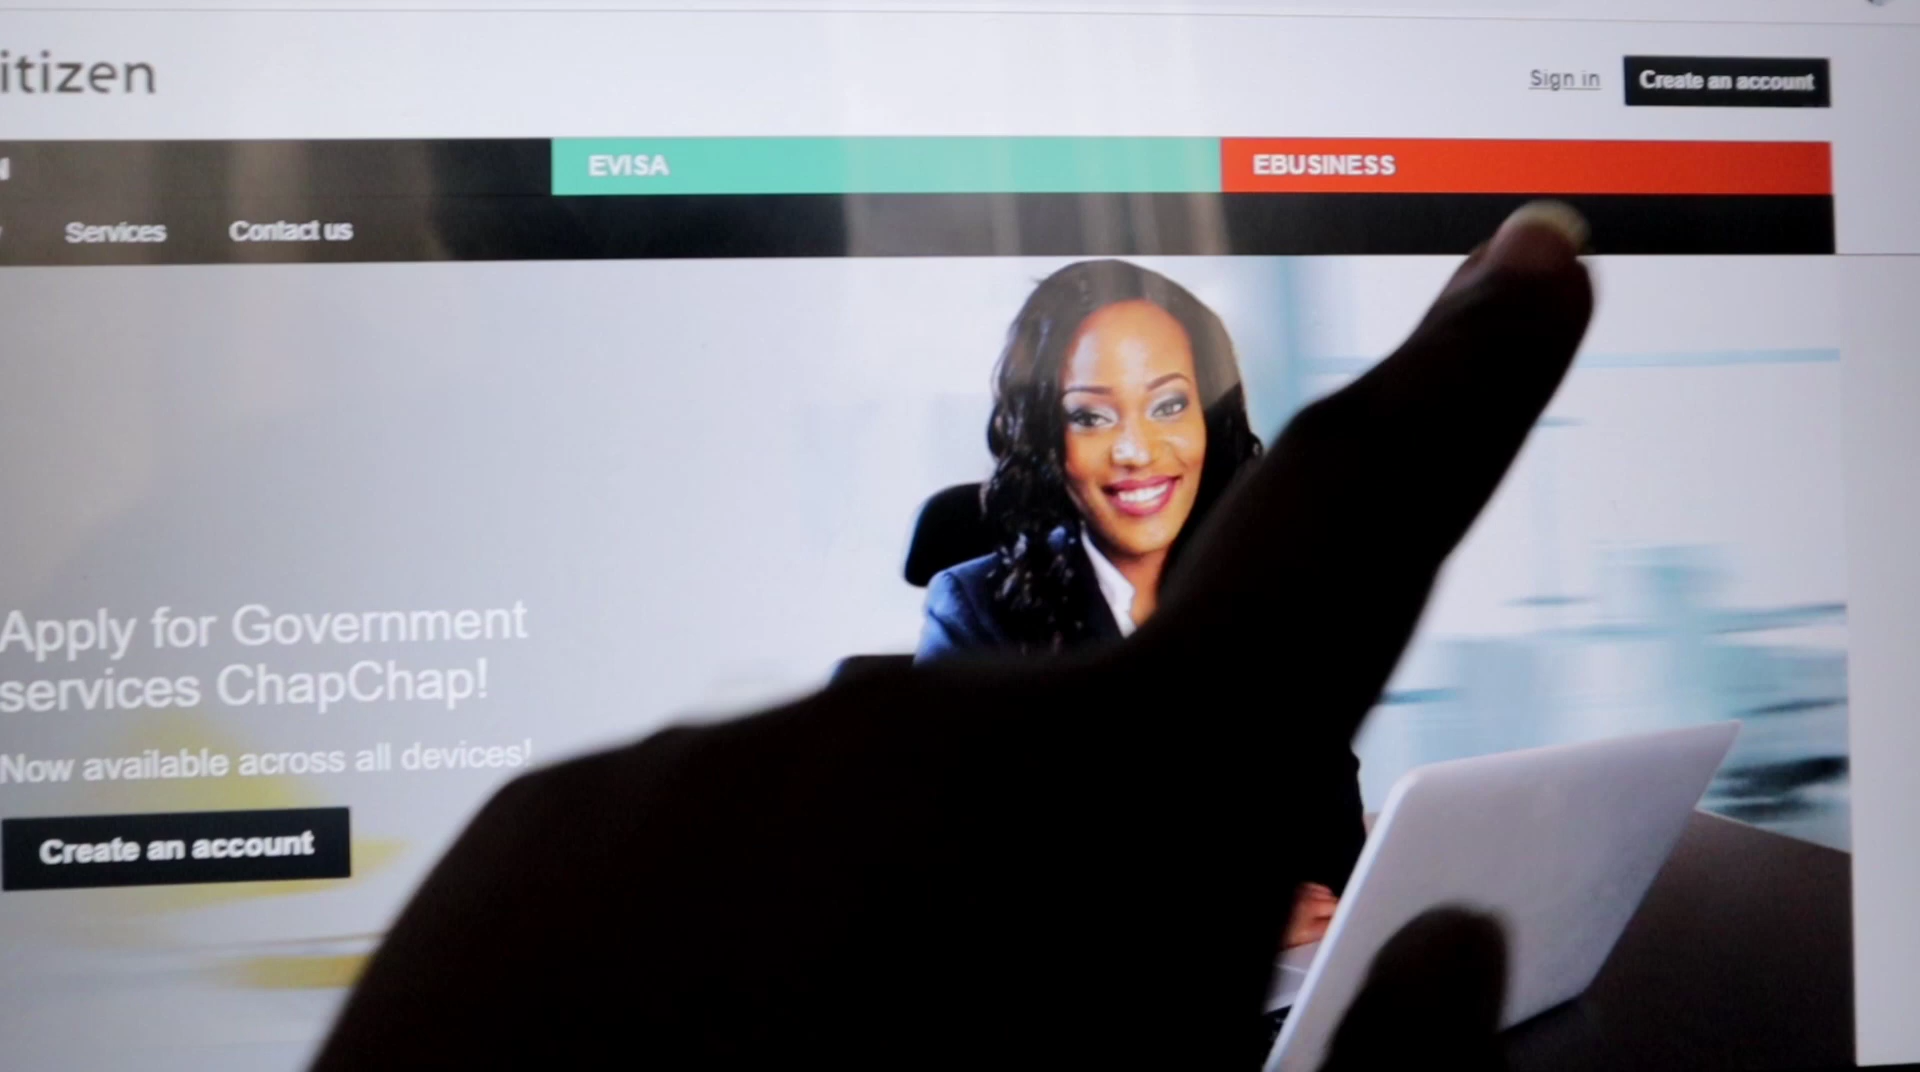 itizen
Sign in
Create an account
EVISA
EBUSINESS
Services
Contact us
Apply for Government
services ChapChap!
Now available across all devices!
Create an account